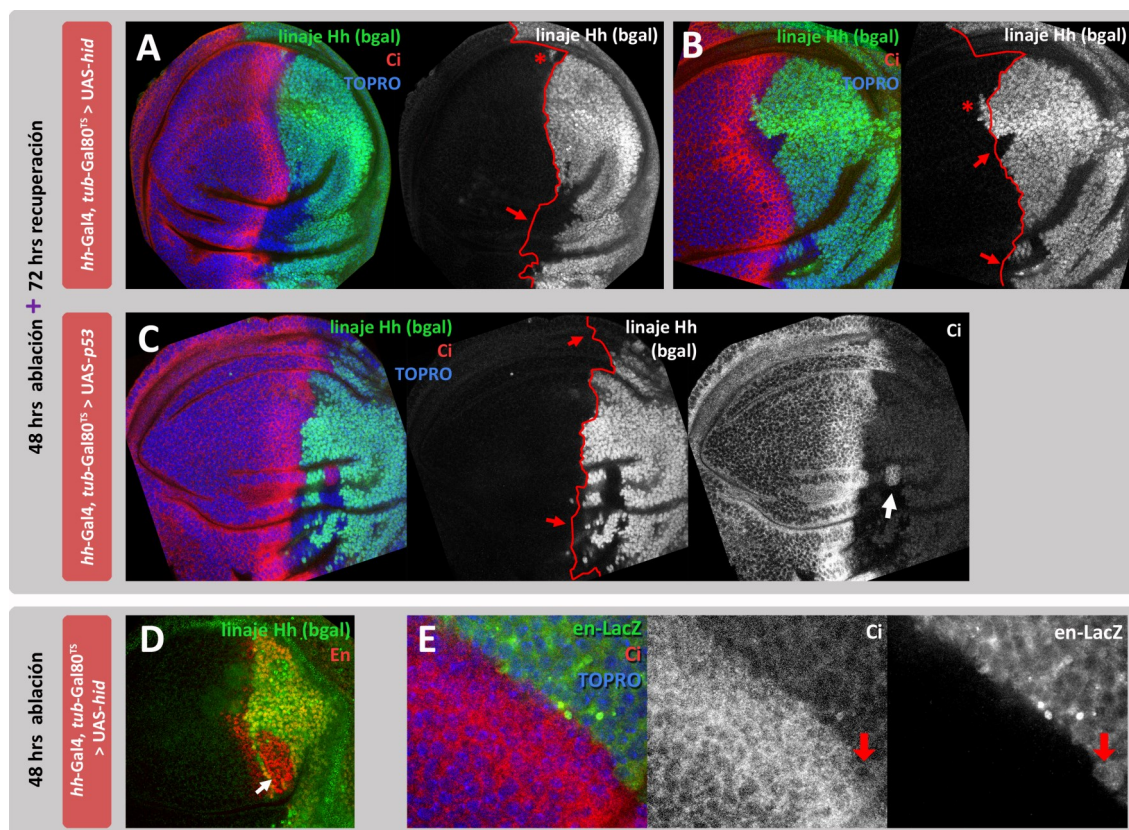 48 hrs ablación + 72 hrs recuperación
hh-Gal4, tub-Gal80TS > UAS-hid
A
linaje Hh (bgal)
Ci
TOPRO
linaje Hh (bgal)
*
B
linaje Hh (bgal)
Ci
TOPRO
linaje Hh (bgal)
*
hh-Gal4, tub-Gal80TS > UAS-p53
C
linaje Hh (bgal)
Ci
TOPRO
linaje Hh
(bgal)
Ci
48 hrs ablación
hh-Gal4, tub-Gal80TS
> UAS-hid
D
linaje Hh (bgal)
En
E
en-LacZ
Ci
TOPRO
Ci
en-LacZ